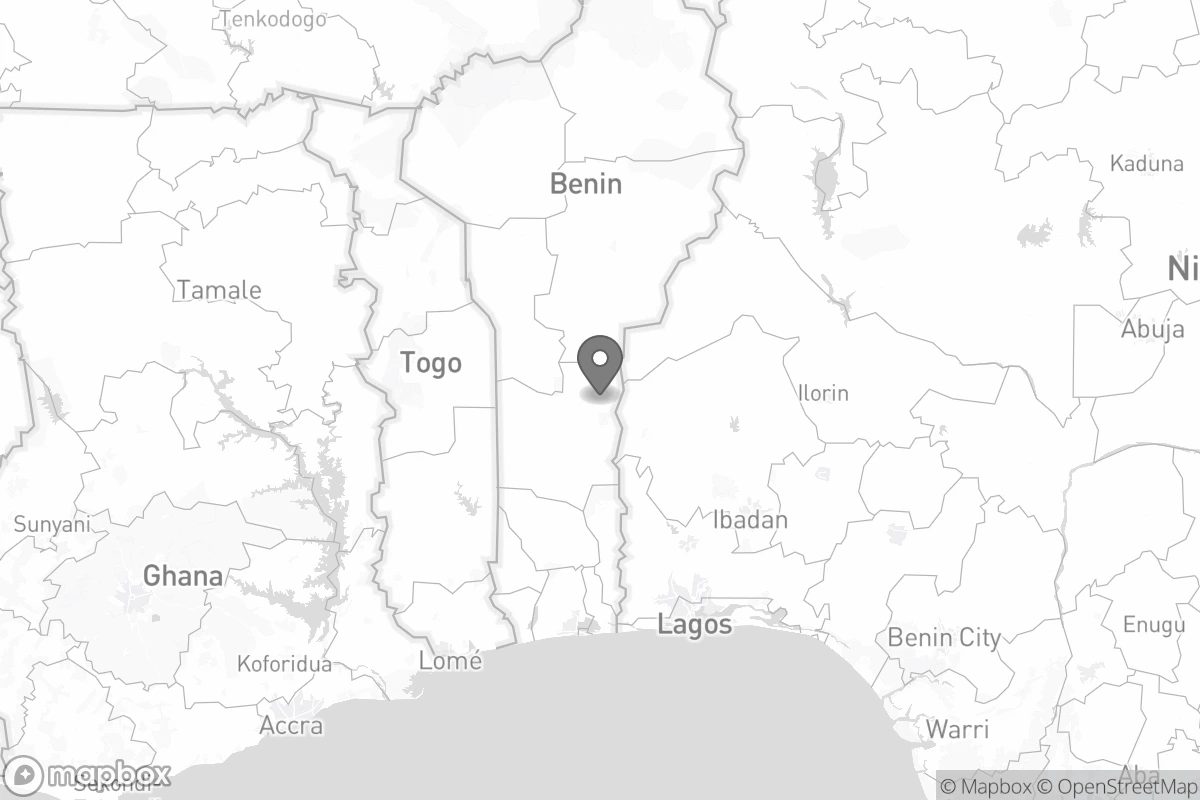 Tenkodogo
Kaduna
Benin
Ni
Tamale
Abuja
Togo
Ilorin
Sunyani
Ibadan
Ghana
Lagos
Enugu
Benin City
Koforidua
Lomé
Accra
Warri
mapbox
Sekondi
Aba
© Mapbox © OpenStreetMap